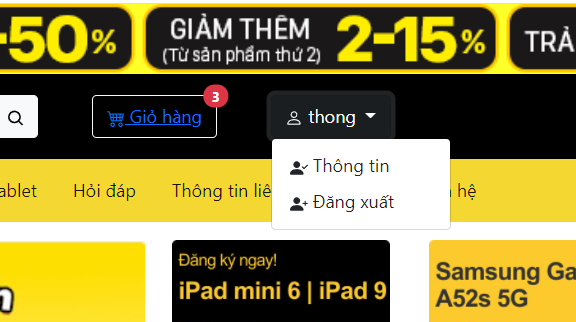 -50%
GIẢM THÊM
(Từ sản phẩm thứ 2)
2-15%
TRẢ
Giỏ hàng
3
thong
Thông tin
Đăng xuất
ablet
Hỏi đáp
Thông tin liê
hệ
Đăng ký ngay!
iPad mini 6 | iPad 9
Samsung Ga
A52s 5G